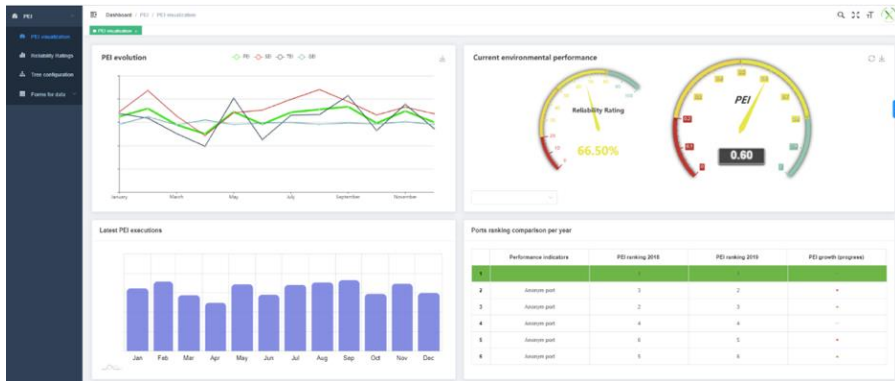 PEI
Dashboard / PEI / PEI visualization
PEI visualization
PEI visualization
Reliability Ratings
Tree configuration
Forms for data
PEI evolution
PEI
January
March
May
July
September
November
Current environmental performance
Reliability Rating
66.50%
PEI
0.60
Latest PEI executions
Jan Feb Mar Apr May Jun Jul Aug Sep Oct Nov Dec
Ports ranking comparison per year
Performance indicators PEI ranking 2018 PEI ranking 2019 PEI growth (progress)
1 1 1
2 Anonym port 3 2
3 Anonym port 2 3
4 Anonym port 4 4
5 Anonym port 6 5
6 Anonym port 5 6